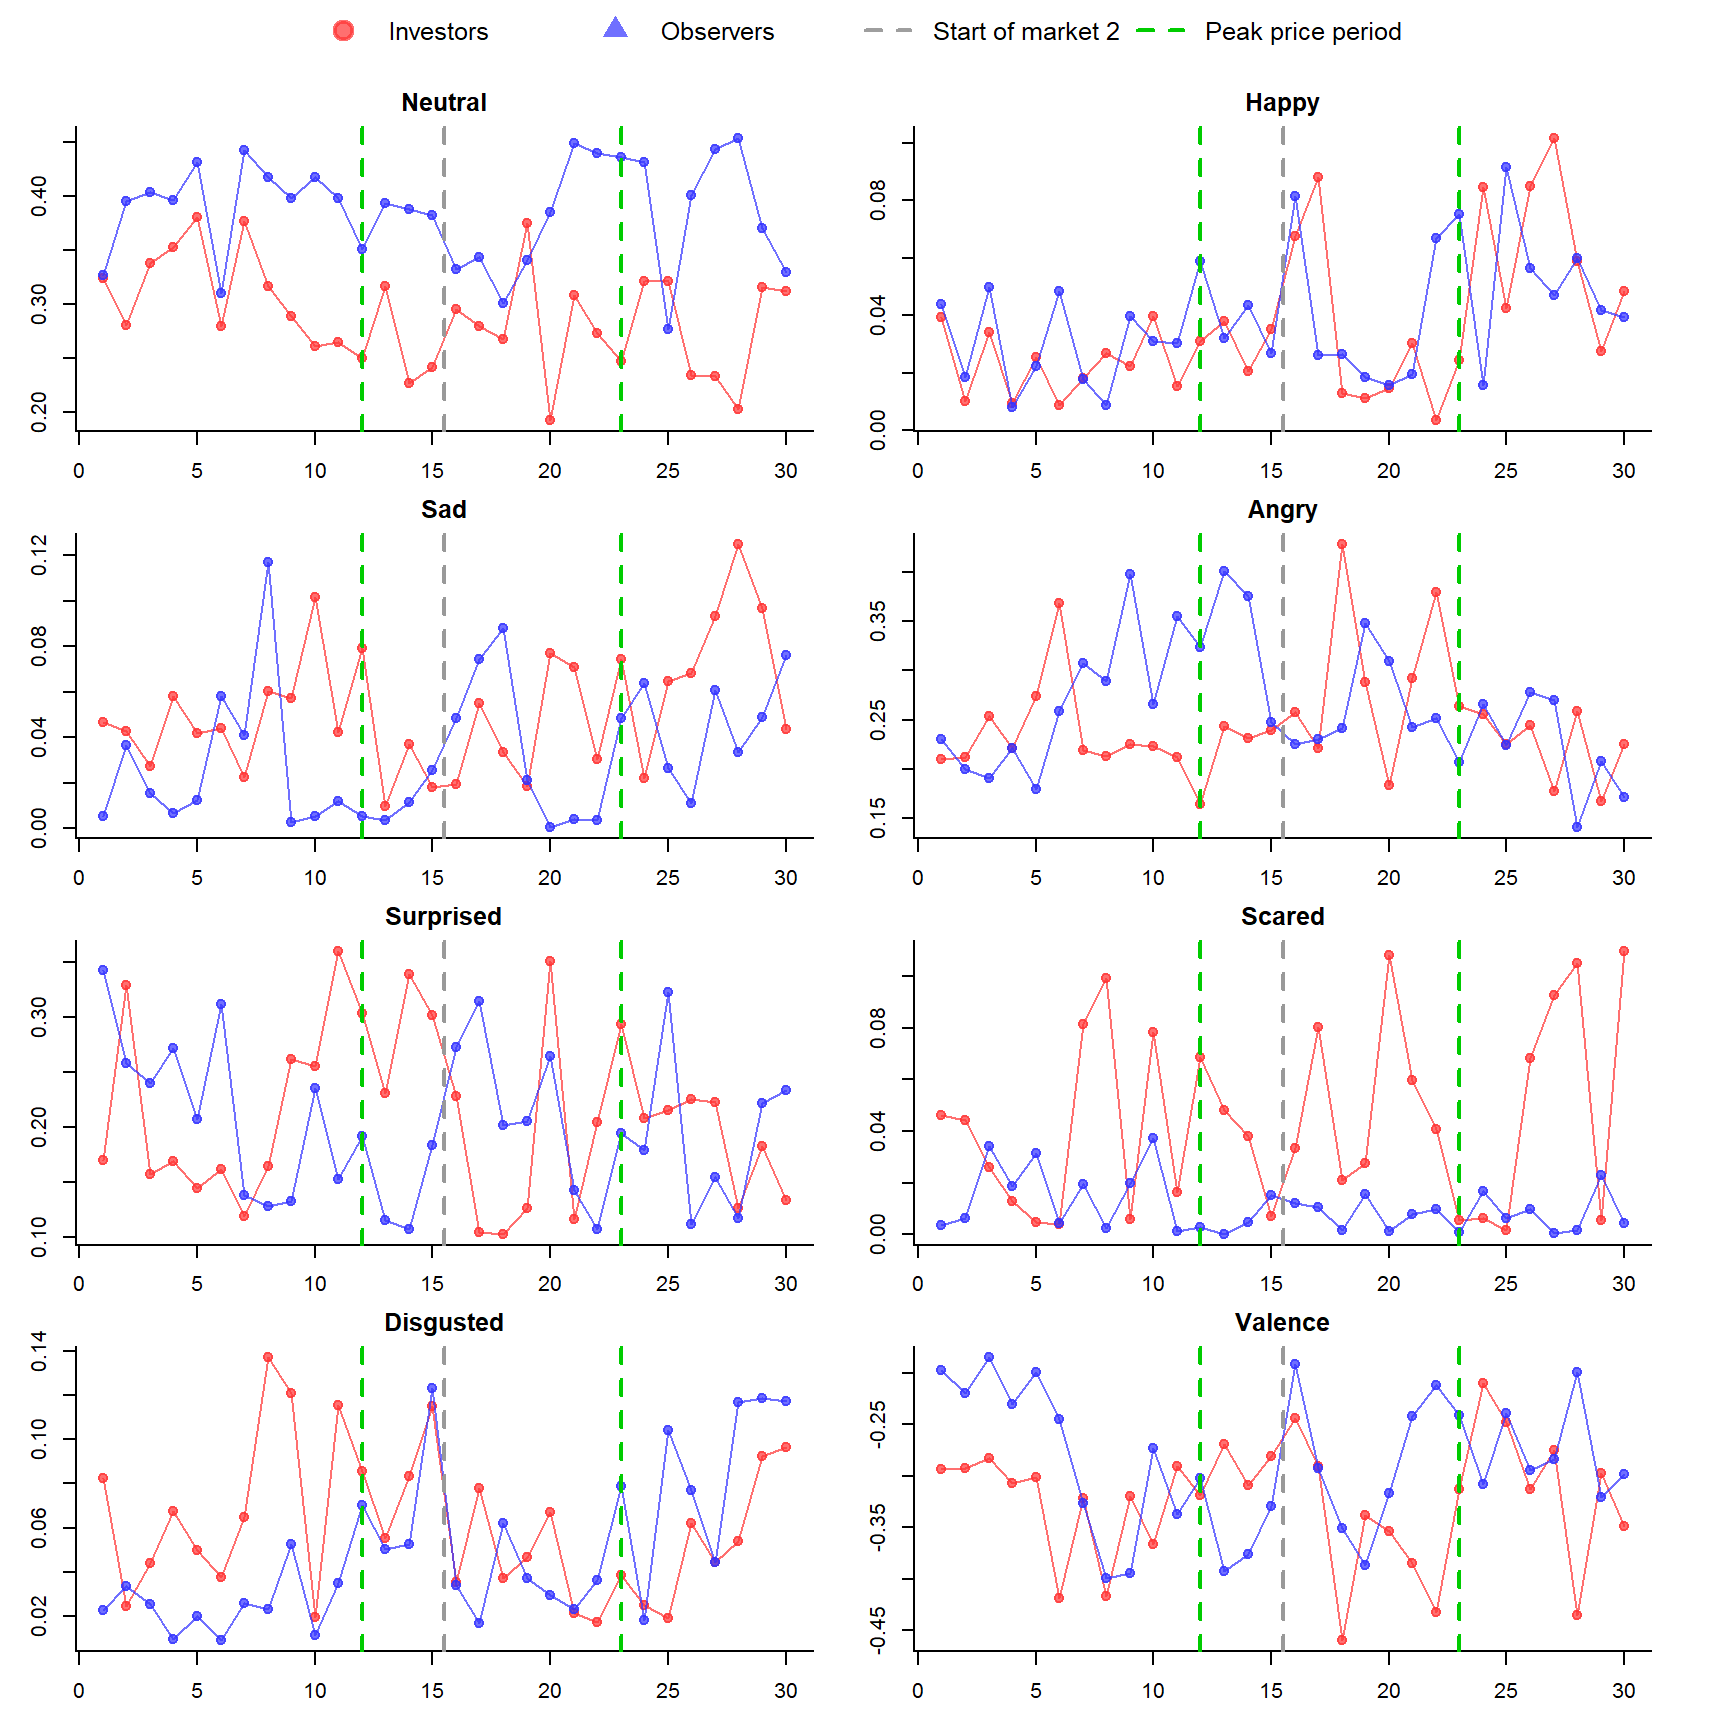 Investors Observers Start of market 2 Peak price period
Neutral Happy
0.40 0.30 0.20
0.08 0.04 0.00
0 5 10 15 20 25 30 0 5 10 15 20 25 30
Sad Angry
0.12 0.08 0.04 0.00
0.35 0.25 0.15
0 5 10 15 20 25 30 0 5 10 15 20 25 30
Surprised Scared
0.30 0.20 0.10
0.08 0.04 0.00
0 5 10 15 20 25 30 0 5 10 15 20 25 30
Disgusted Valence
0.14 0.10 0.06 0.02
-0.25 -0.35 -0.45
0 5 10 15 20 25 30 0 5 10 15 20 25 30